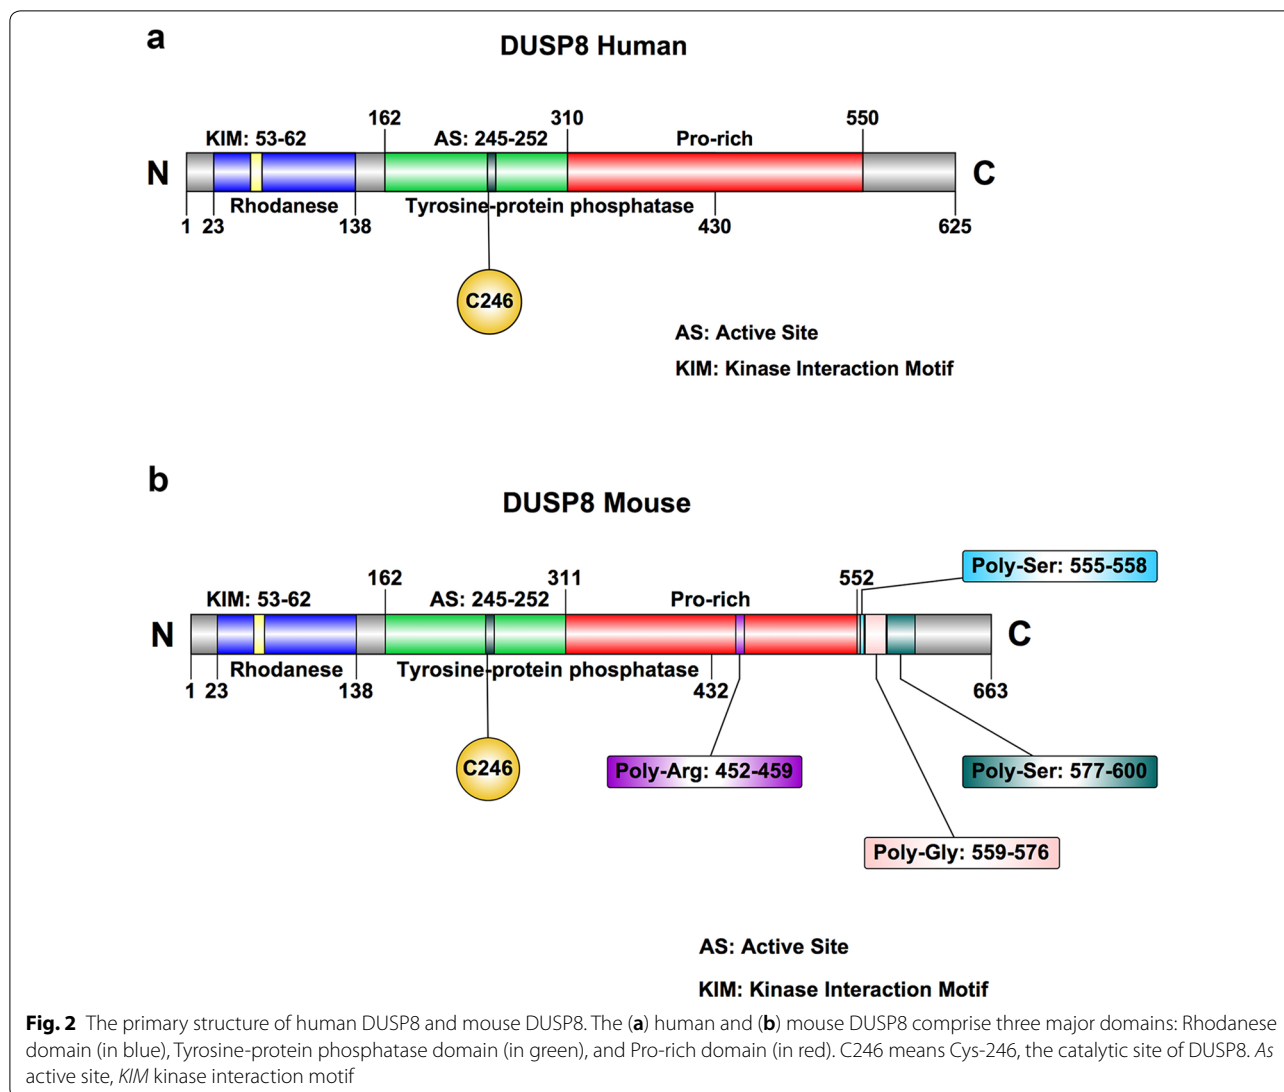 a
DUSP8 Human
162
310
550
KIM: 53-62
AS: 245-252
Pro-rich
N
C
Rhodanese
Tyrosine-protein phosphatase
1
23
138
430
625
C246
AS: Active Site
KIM: Kinase Interaction Motif
b
DUSP8 Mouse
Poly-Ser: 555-558
162
311
552
KIM: 53-62
AS: 245-252
Pro-rich
N
C
Rhodanese
Tyrosine-protein phosphatase
1
23
138
432
663
C246
Poly-Arg: 452-459
Poly-Ser: 577-600
Poly-Gly: 559-576
AS: Active Site
KIM: Kinase Interaction Motif
Fig. 2 The primary structure of human DUSP8 and mouse DUSP8. The (a) human and (b) mouse DUSP8 comprise three major domains: Rhodanese
domain (in blue), Tyrosine-protein phosphatase domain (in green), and Pro-rich domain (in red). C246 means Cys-246, the catalytic site of DUSP8. As
active site, KIM kinase interaction motif